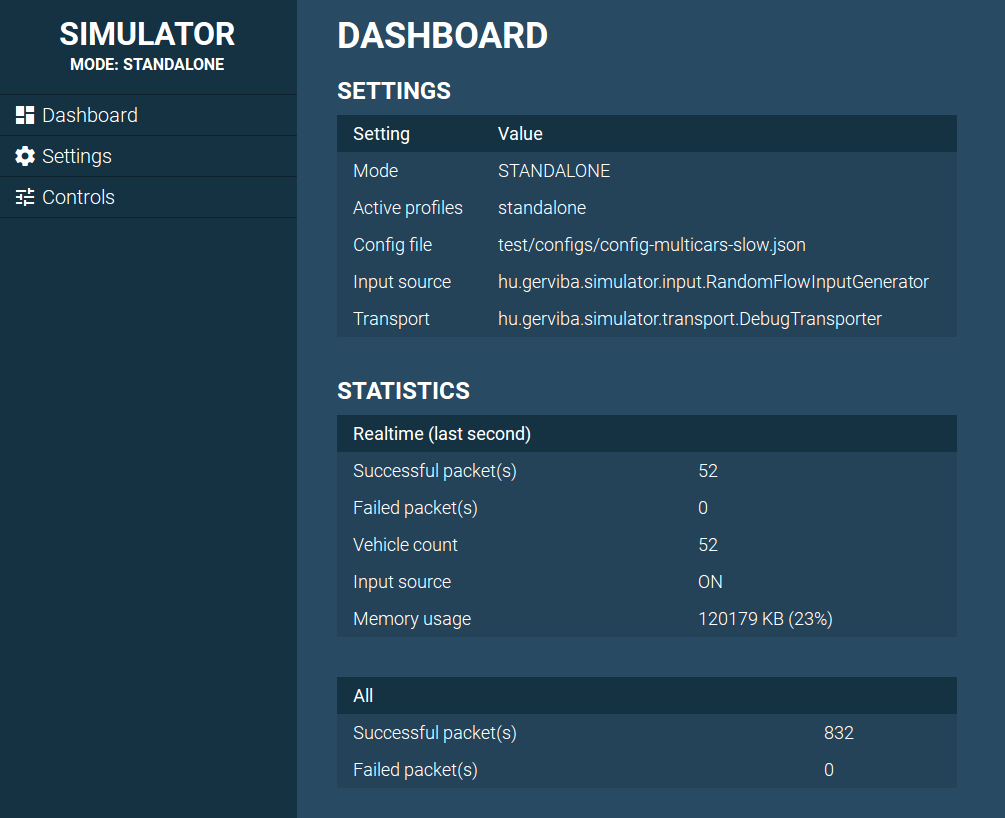 SIMULATOR
MODE: STANDALONE
Dashboard
Settings
Controls
DASHBOARD
SETTINGS
Setting Value
Mode STANDALONE
Active profiles standalone
Config file test/configs/config-multicars-slow.json
Input source hu.gerviba.simulator.input.RandomFlowInputGenerator
Transport hu.gerviba.simulator.transport.DebugTransporter
STATISTICS
Realtime (last second)
Successful packet(s) 52
Failed packet(s) 0
Vehicle count 52
Input source ON
Memory usage 120179 KB (23%)
All
Successful packet(s) 832
Failed packet(s) 0